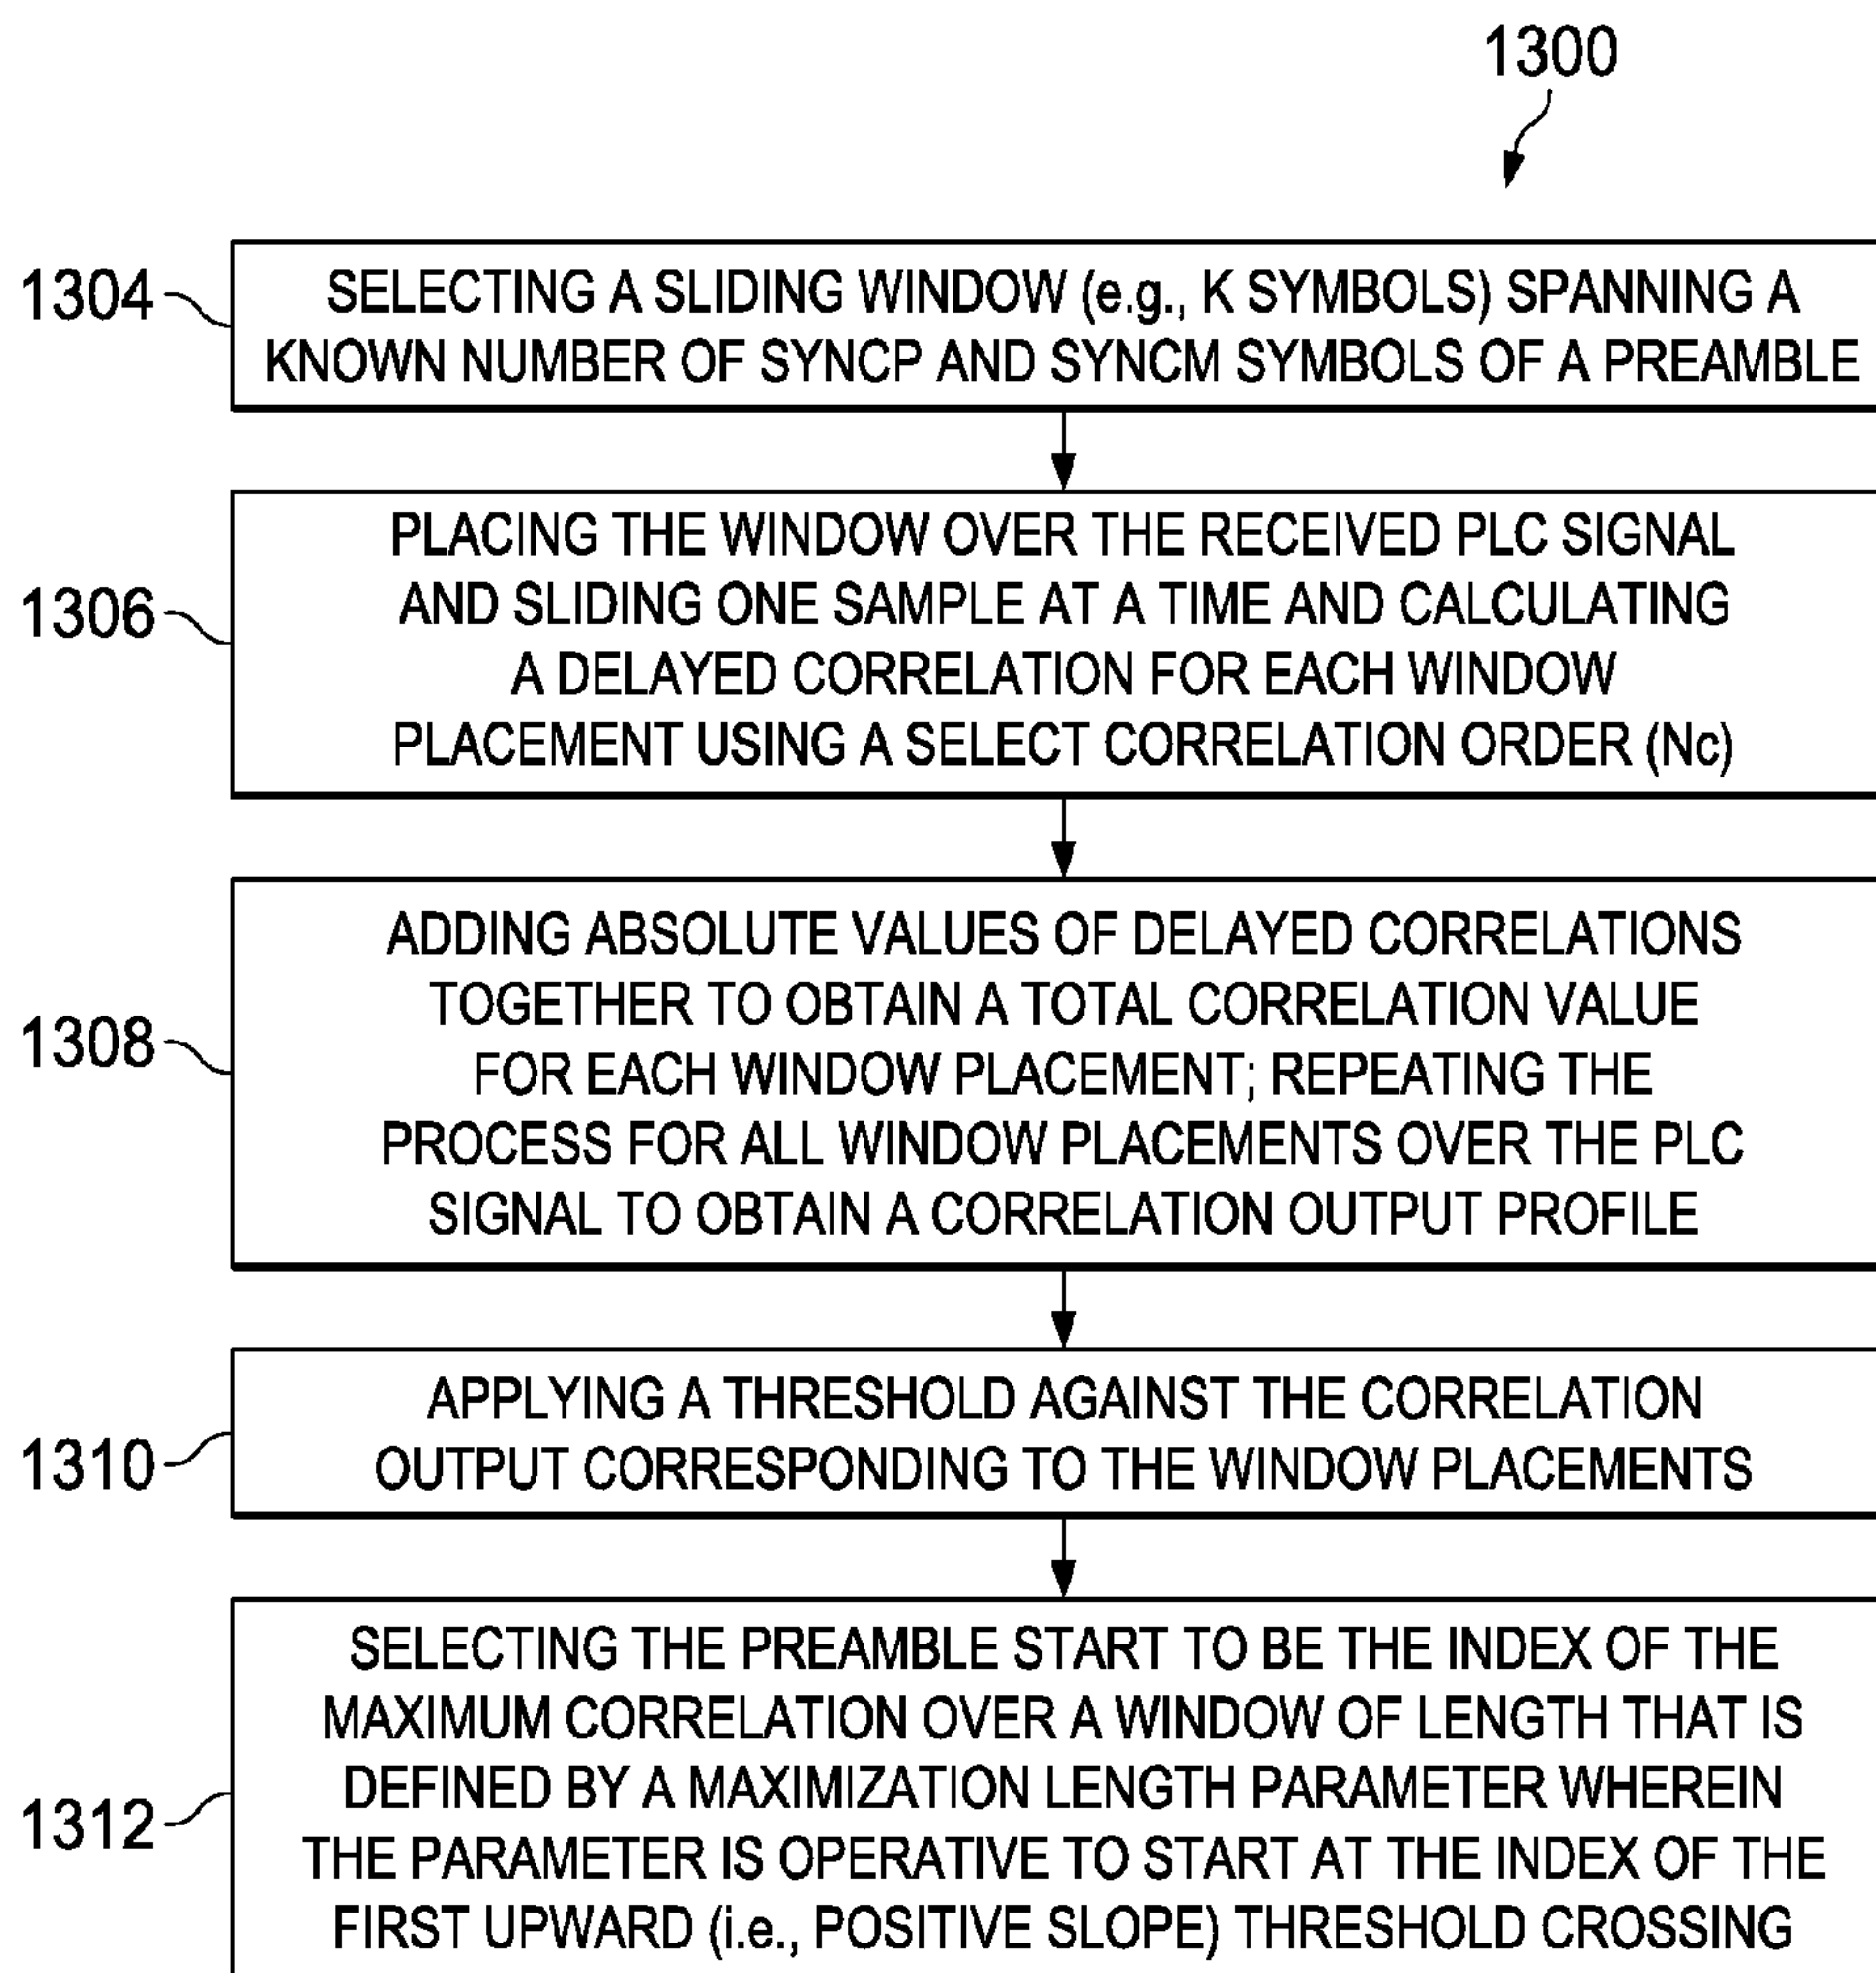 1300
1304
SELECTING A SLIDING WINDOW (e.g., K SYMBOLS) SPANNING A
KNOWN NUMBER OF SYNCP AND SYNCM SYMBOLS OF A PREAMBLE
1306
PLACING THE WINDOW OVER THE RECEIVED PLC SIGNAL
AND SLIDING ONE SAMPLE AT A TIME AND CALCULATING
A DELAYED CORRELATION FOR EACH WINDOW
PLACEMENT USING A SELECT CORRELATION ORDER (Nc)
1308
ADDING ABSOLUTE VALUES OF DELAYED CORRELATIONS
TOGETHER TO OBTAIN A TOTAL CORRELATION VALUE
FOR EACH WINDOW PLACEMENT; REPEATING THE
PROCESS FOR ALL WINDOW PLACEMENTS OVER THE PLC
SIGNAL TO OBTAIN A CORRELATION OUTPUT PROFILE
1310
APPLYING A THRESHOLD AGAINST THE CORRELATION
OUTPUT CORRESPONDING TO THE WINDOW PLACEMENTS
1312
SELECTING THE PREAMBLE START TO BE THE INDEX OF THE
MAXIMUM CORRELATION OVER A WINDOW OF LENGTH THAT IS
DEFINED BY A MAXIMIZATION LENGTH PARAMETER WHEREIN
THE PARAMETER IS OPERATIVE TO START AT THE INDEX OF THE
FIRST UPWARD (i.e., POSITIVE SLOPE) THRESHOLD CROSSING